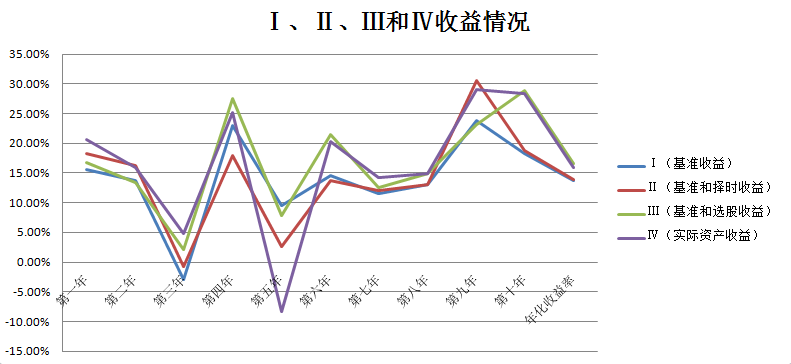 Ⅰ、Ⅱ、Ⅲ和Ⅳ收益情况
35.00%
30.00%
25.00%
20.00%
15.00%
10.00%
5.00%
0.00%
-5.00%
-10.00%
-15.00%
第一年
第二年
第三年
第四年
第五年
第六年
第七年
第八年
第九年
第十年
年化收益率
Ⅰ（基准收益）
Ⅱ（基准和择时收益）
Ⅲ（基准和选股收益）
Ⅳ（实际资产收益）